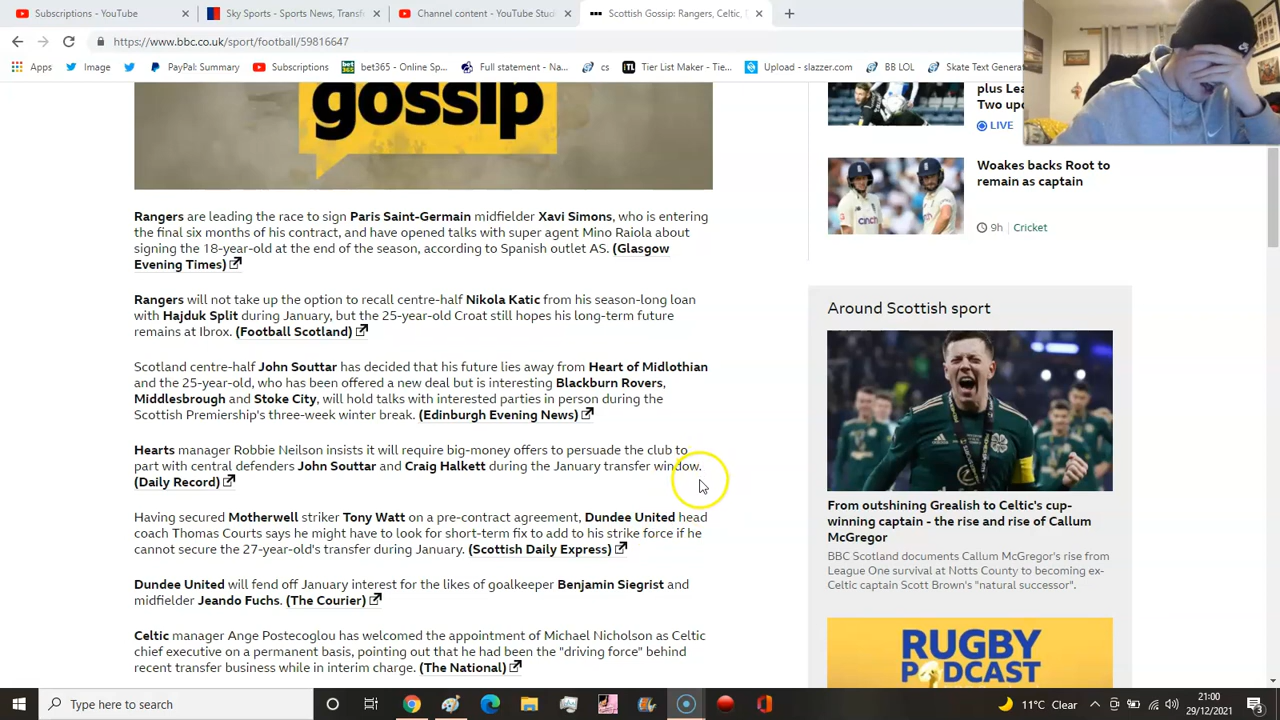 Subscriptions - YouTube
Sky Sports - Sports News, Transfe
Channel content - YouTube Studi
Scottish Gossip: Rangers, Celtic,
https://www.bbc.co.uk/sport/football/59816647
Apps
Image
PayPal: Summary
Subscriptions
bet365 - Online Sp...
Full statement - Na...
cs
Tier List Maker - Ti...
Upload - slazzer.com
BB LOL
Skate Text Genera
gossip
Rangers are leading the race to sign Paris Saint-Germain midfielder Xavi Simons, who is entering
the final six months of his contract, and have opened talks with super agent Mino Raiola about
signing the 18-year-old at the end of the season, according to Spanish outlet AS. (Glasgow
Evening Times)
Rangers will not take up the option to recall centre-half Nikola Katic from his season-long loan
with Hajduk Split during January, but the 25-year-old Croat still hopes his long-term future
remains at Ibrox. (Football Scotland)
Scotland centre-half John Souttar has decided that his future lies away from Heart of Midlothian
and the 25-year-old, who has been offered a new deal but is interesting Blackburn Rovers,
Middlesbrough and Stoke City, will hold talks with interested parties in person during the
Scottish Premiership's three-week winter break. (Edinburgh Evening News)
Hearts manager Robbie Neilson insists it will require big-money offers to persuade the club to
part with central defenders John Souttar and Craig Halkett during the January transfer window.
(Daily Record)
Having secured Motherwell striker Tony Watt on a pre-contract agreement, Dundee United head
coach Thomas Courts says he might have to look for short-term fix to add to his strike force if he
cannot secure the 27-year-old's transfer during January. (Scottish Daily Express)
Dundee United will fend off January interest for the likes of goalkeeper Benjamin Siegrist and
midfielder Jeando Fuchs. (The Courier)
Celtic manager Ange Postecoglou has welcomed the appointment of Michael Nicholson as Celtic
chief executive on a permanent basis, pointing out that he had been the "driving force" behind
recent transfer business while in interim charge. (The National)
plus Lea
Two upd
LIVE
Woakes backs Root to
remain as captain
9h
Cricket
Around Scottish sport
From outshining Grealish to Celtic's cup-
winning captain - the rise and rise of Callum
McGregor
BBC Scotland documents Callum McGregor's rise from
League One survival at Notts County to becoming ex-
Celtic captain Scott Brown's "natural successor".
RUGBY
PODCAST
Type here to search
11°C Clear
21:00
29/12/2021
3